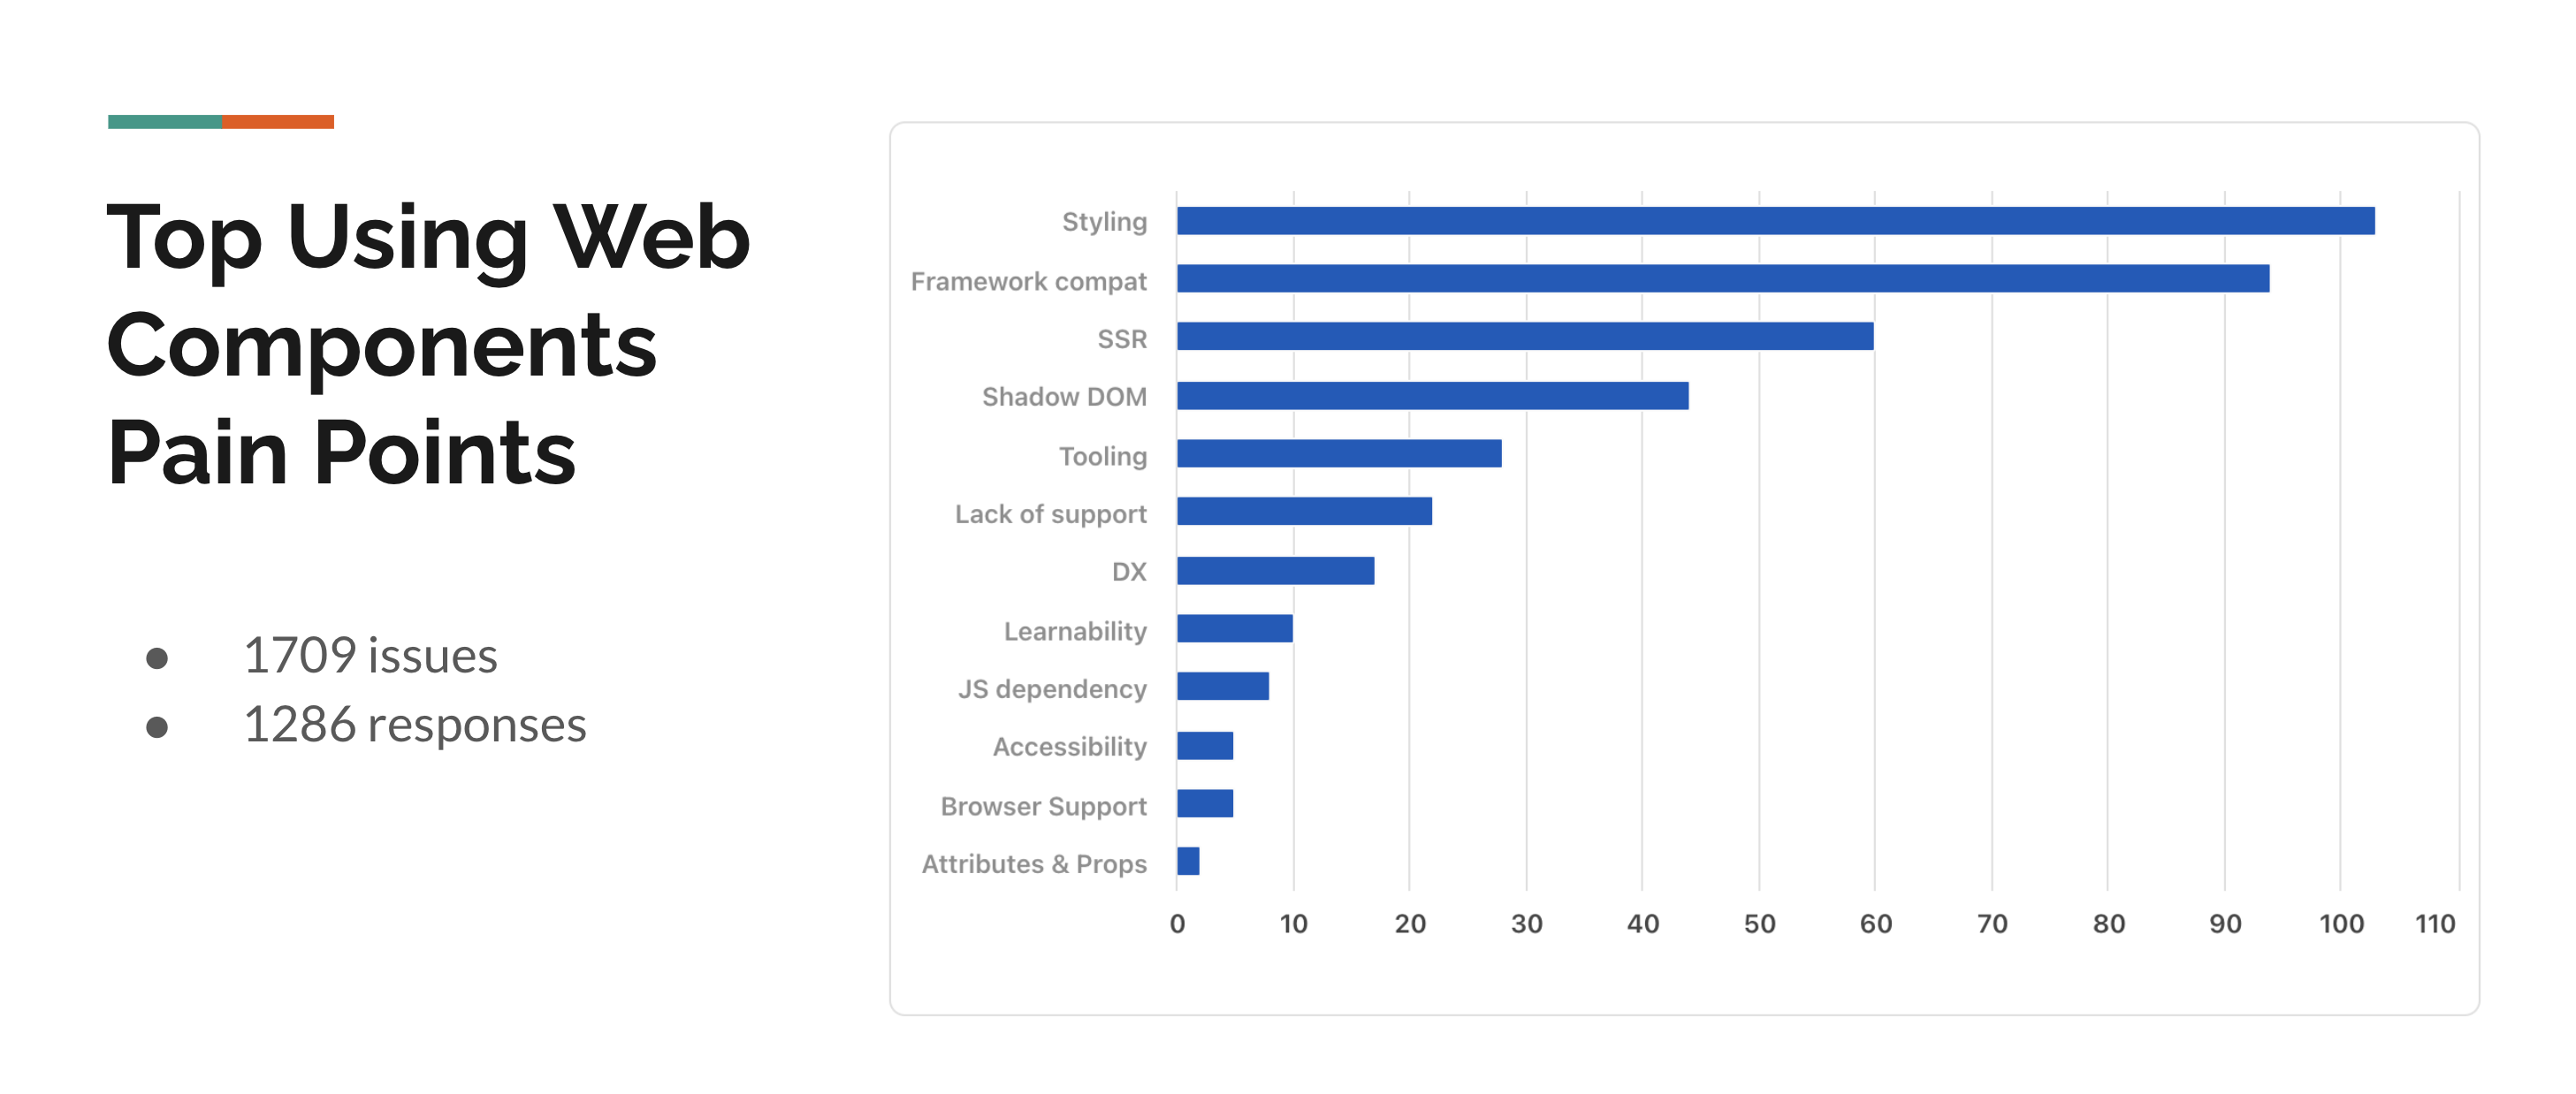 Top Using Web
Components
Pain Points
● 1709 issues
● 1286 responses
Styling
Framework compat
SSR
Shadow DOM
Tooling
Lack of support
DX
Learnability
JS dependency
Accessibility
Browser Support
Attributes & Props
0 10 20 30 40 50 60 70 80 90 100 110